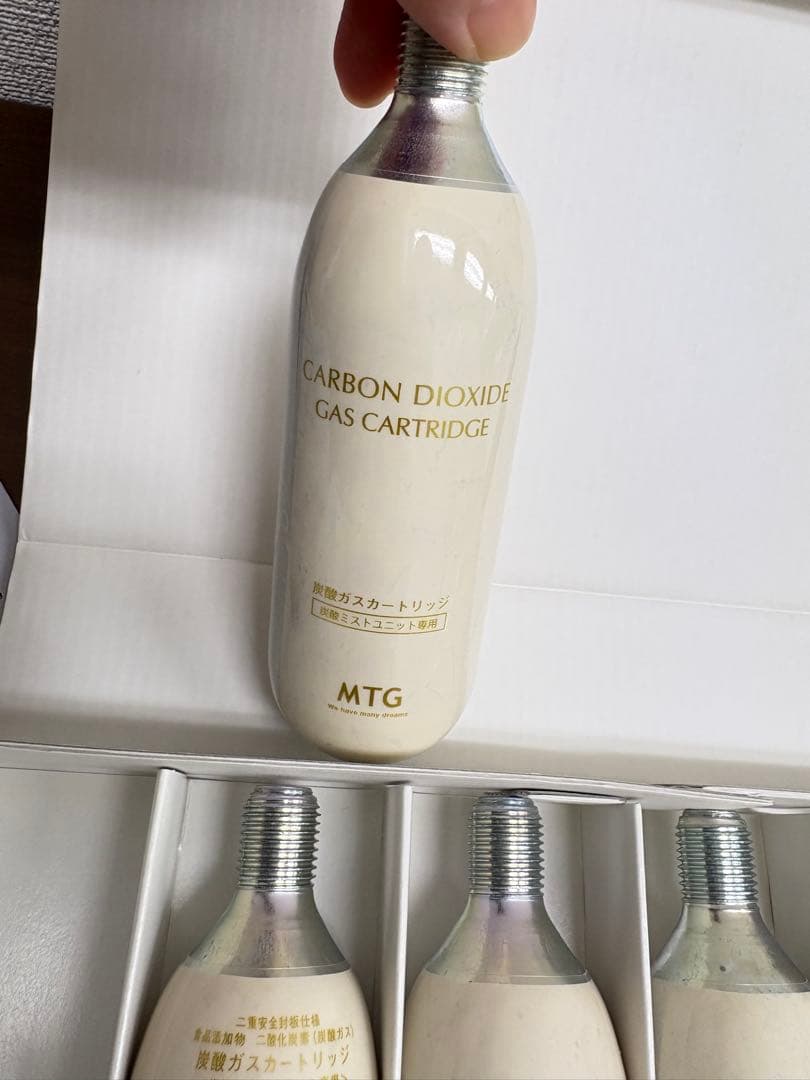 CARBON DIOXIDE
GAS CARTRIDGE
炭酸ガスカートリッジ
炭酸ミストユニット専用
MTG
We have many dreams
二重安全封板仕様
食品添加物 二酸化炭素(炭酸ガス)
炭酸ガスカートリッジ